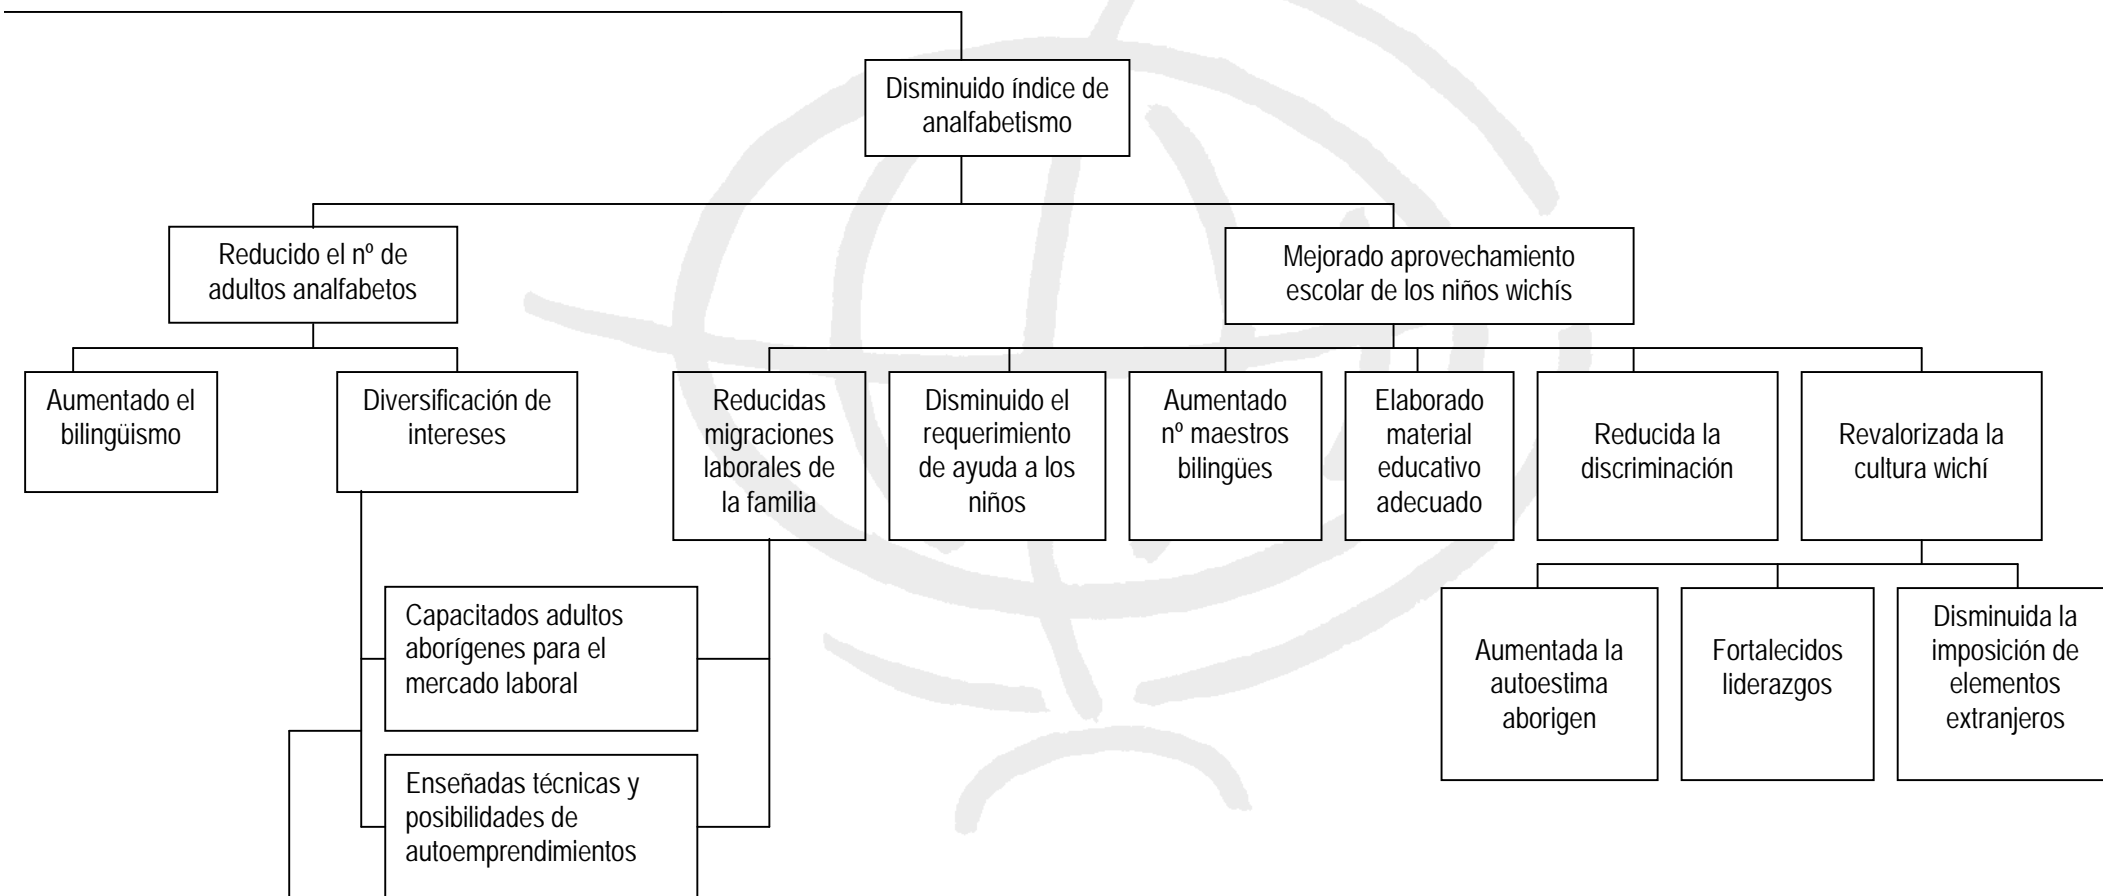 Disminuido índice de
analfabetismo
Reducido el nº de
adultos analfabetos
Mejorado aprovechamiento
escolar de los niños wichís
Aumentado el
bilingüismo
Diversificación de
intereses
Reducidas
migraciones
laborales de
la familia
Disminuido el
requerimiento
de ayuda a los
niños
Aumentado
nº maestros
bilingües
Elaborado
material
educativo
adecuado
Reducida la
discriminación
Revalorizada la
cultura wichí
Capacitados adultos
aborígenes para el
mercado laboral
Enseñadas técnicas y
posibilidades de
autoemprendimientos
Aumentada la
autoestima
aborigen
Fortalecidos
liderazgos
Disminuida la
imposición de
elementos
extranjeros